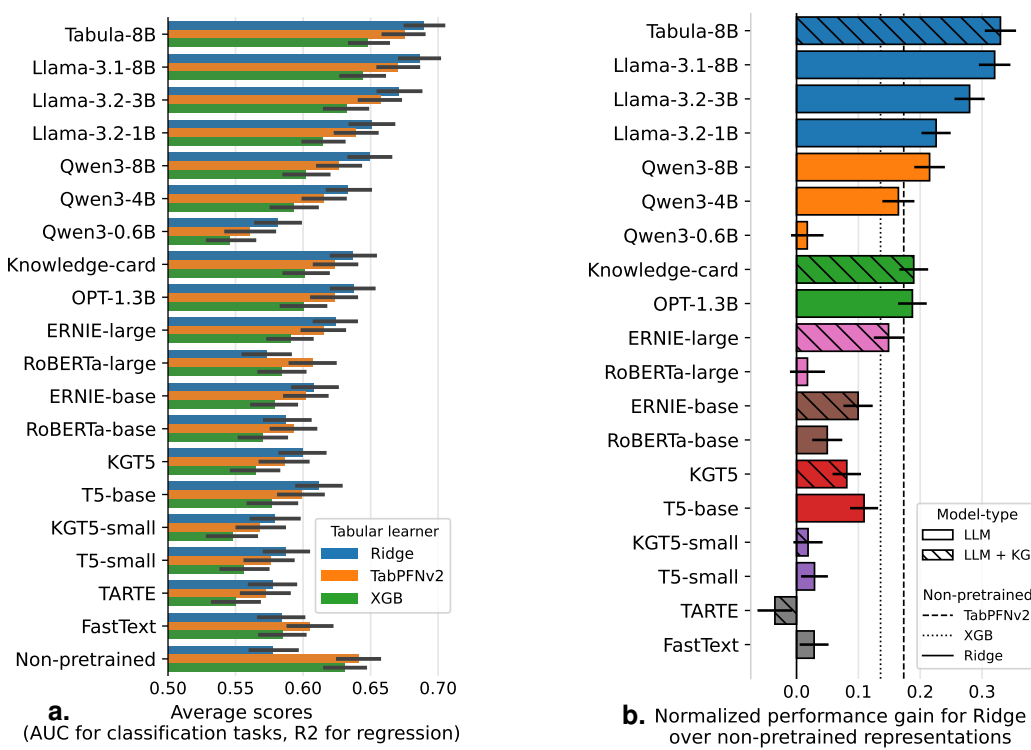 Tabula-8B
Llama-3.1-8B
Llama-3.2-3B
Llama-3.2-1B
Qwen3-8B
Qwen3-4B
Qwen3-0.6B
Knowledge-card
OPT-1.3B
ERNIE-large
RoBERTa-large
ERNIE-base
RoBERTa-base
KGT5
T5-base
KGT5-small
T5-small
TARTE
FastText
Non-pretrained
Tabular learner
Ridge
TabPFNv2
XGB
0.50 0.55 0.60 0.65 0.70
a.
Average scores
(AUC for classification tasks, R2 for regression)
Tabula-8B
Llama-3.1-8B
Llama-3.2-3B
Llama-3.2-1B
Qwen3-8B
Qwen3-4B
Qwen3-0.6B
Knowledge-card
OPT-1.3B
ERNIE-large
RoBERTa-large
ERNIE-base
RoBERTa-base
KGT5
T5-base
KGT5-small
T5-small
TARTE
FastText
Model-type
LLM
LLM + KG
Non-pretrained
TabPFNv2
XGB
Ridge
0.0 0.1 0.2 0.3
b.
Normalized performance gain for Ridge
over non-pretrained representations